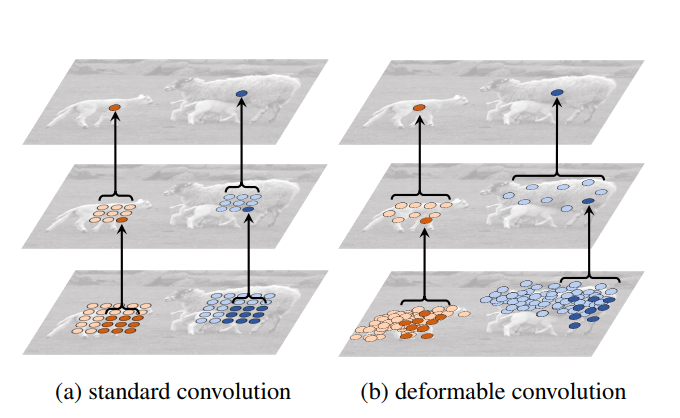 (a) standard convolution
(b) deformable convolution